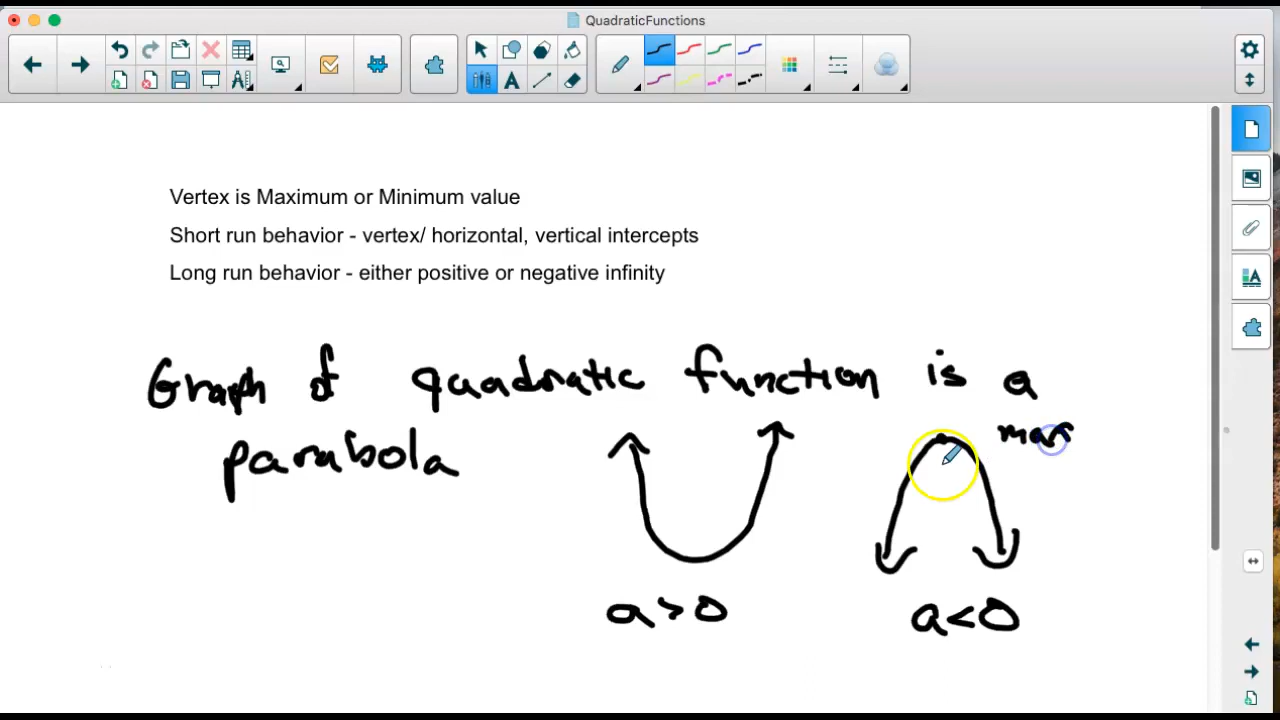 QuadraticFunctions
Vertex is Maximum or Minimum value
Short run behavior - vertex/ horizontal, vertical intercepts
Long run behavior - either positive or negative infinity
Graph of quadratic function is a
parabola
max
a>0
a<0